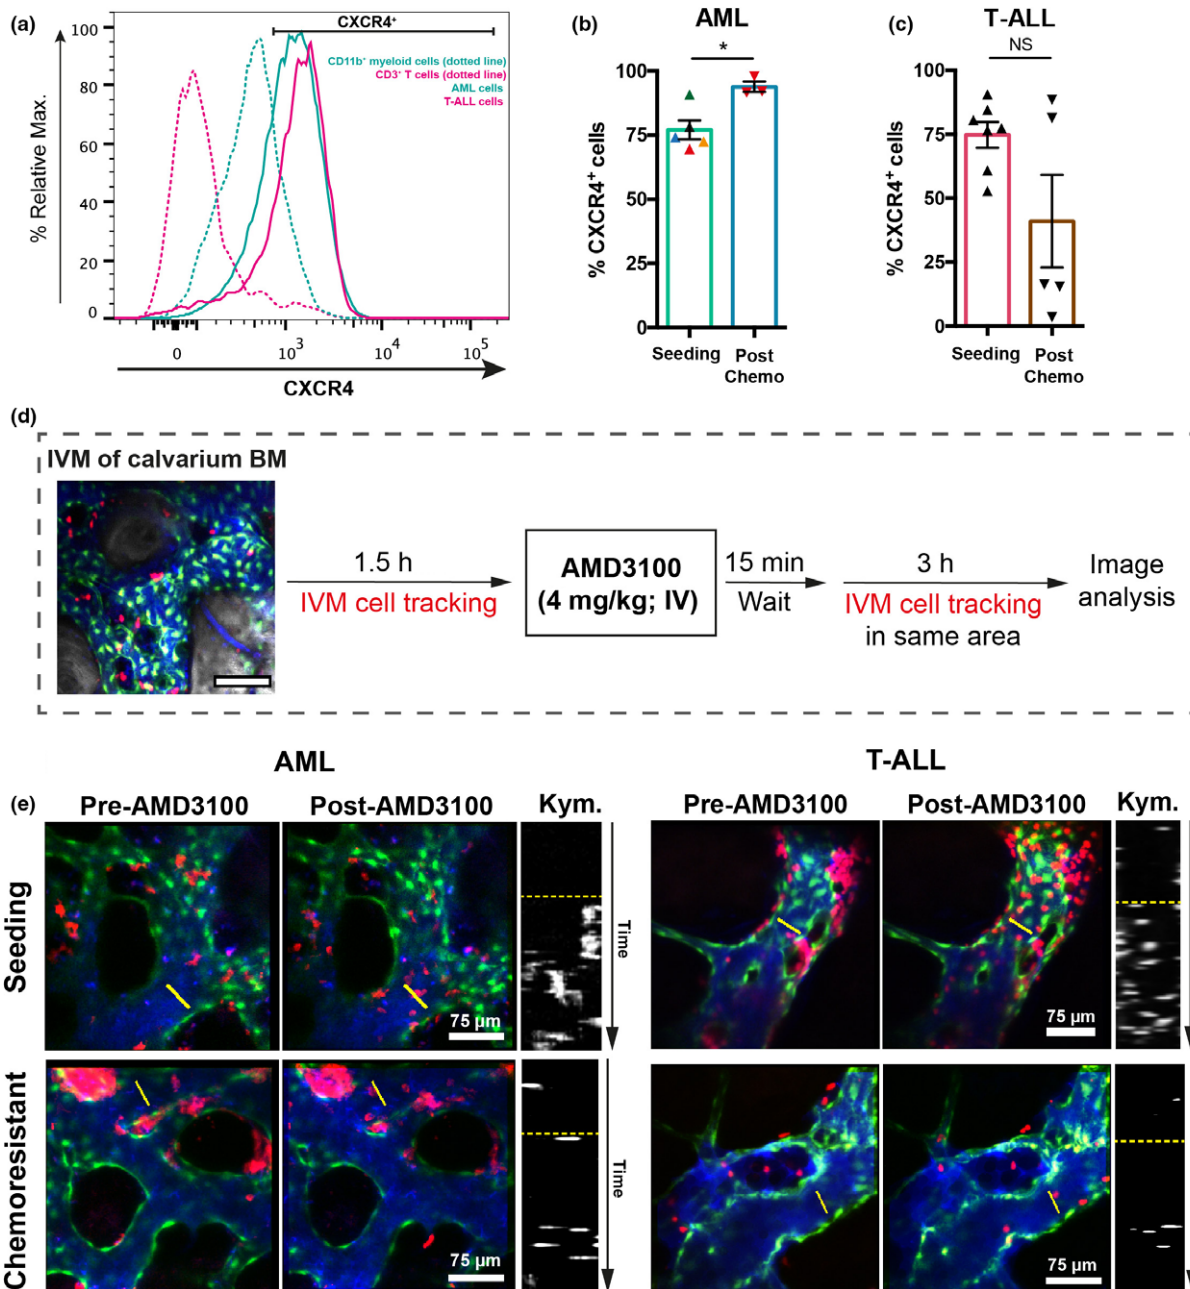 (a)
CXCR4⁺
CD11b⁺ myeloid cells (dotted line)
CD3⁺ T cells (dotted line)
AML cells
T-ALL cells
% Relative Max.
100
80
60
40
20
0
0
10³
10⁴
10⁵
CXCR4
(b)
AML
*
% CXCR4⁺ cells
100
75
50
25
0
Seeding
Post
Chemo
(c)
T-ALL
NS
% CXCR4⁺ cells
100
75
50
25
0
Seeding
Post
Chemo
(d)
IVM of calvarium BM
1.5 h
IVM cell tracking
AMD3100
(4 mg/kg; IV)
15 min
Wait
3 h
IVM cell tracking
in same area
Image
analysis
AML
T-ALL
(e)
Pre-AMD3100
Post-AMD3100
Kym.
Pre-AMD3100
Post-AMD3100
Kym.
Seeding
75 µm
Time
75 µm
Chemoresistant
75 µm
Time
75 µm